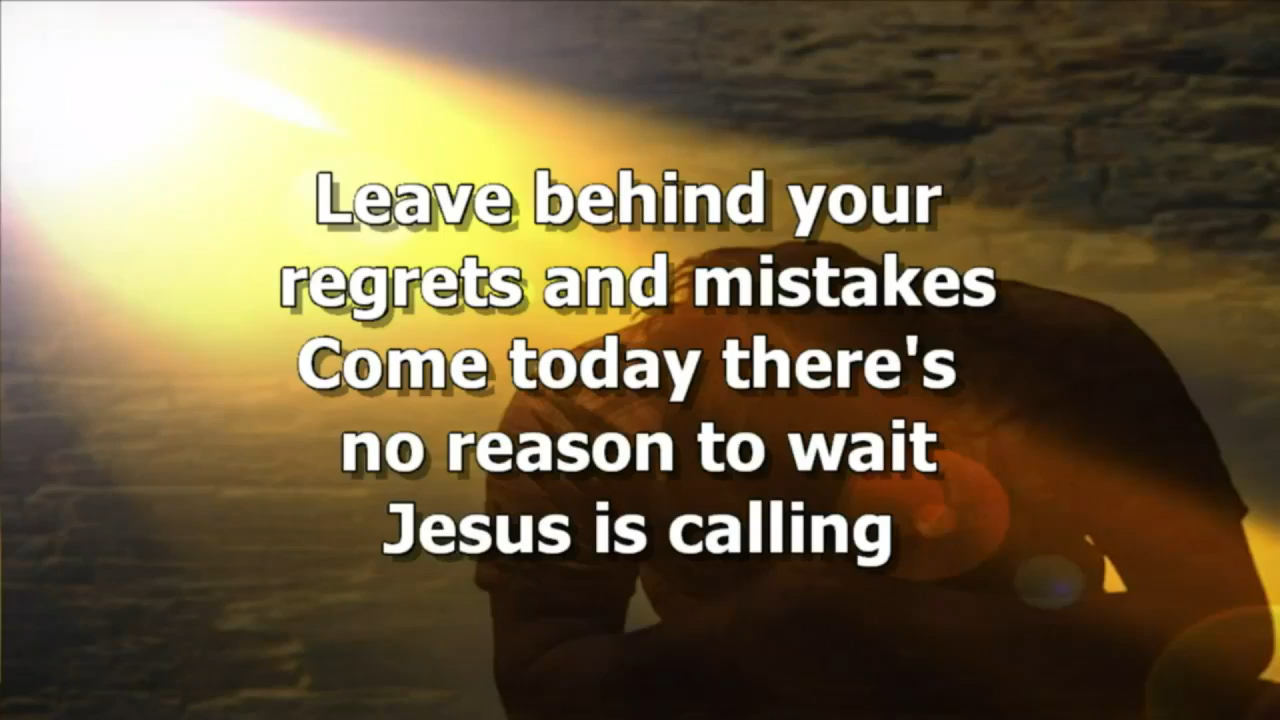 Leave behind your
regrets and mistakes
Come today there's
no reason to wait
Jesus is calling